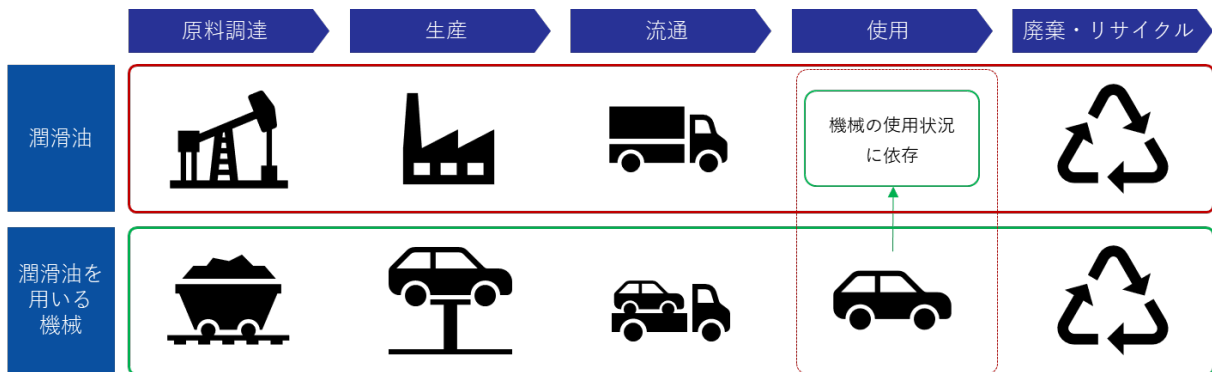 原料調達
生産
流通
使用
廃棄・リサイクル
潤滑油
機械の使用状況
に依存
潤滑油を
用いる
機械